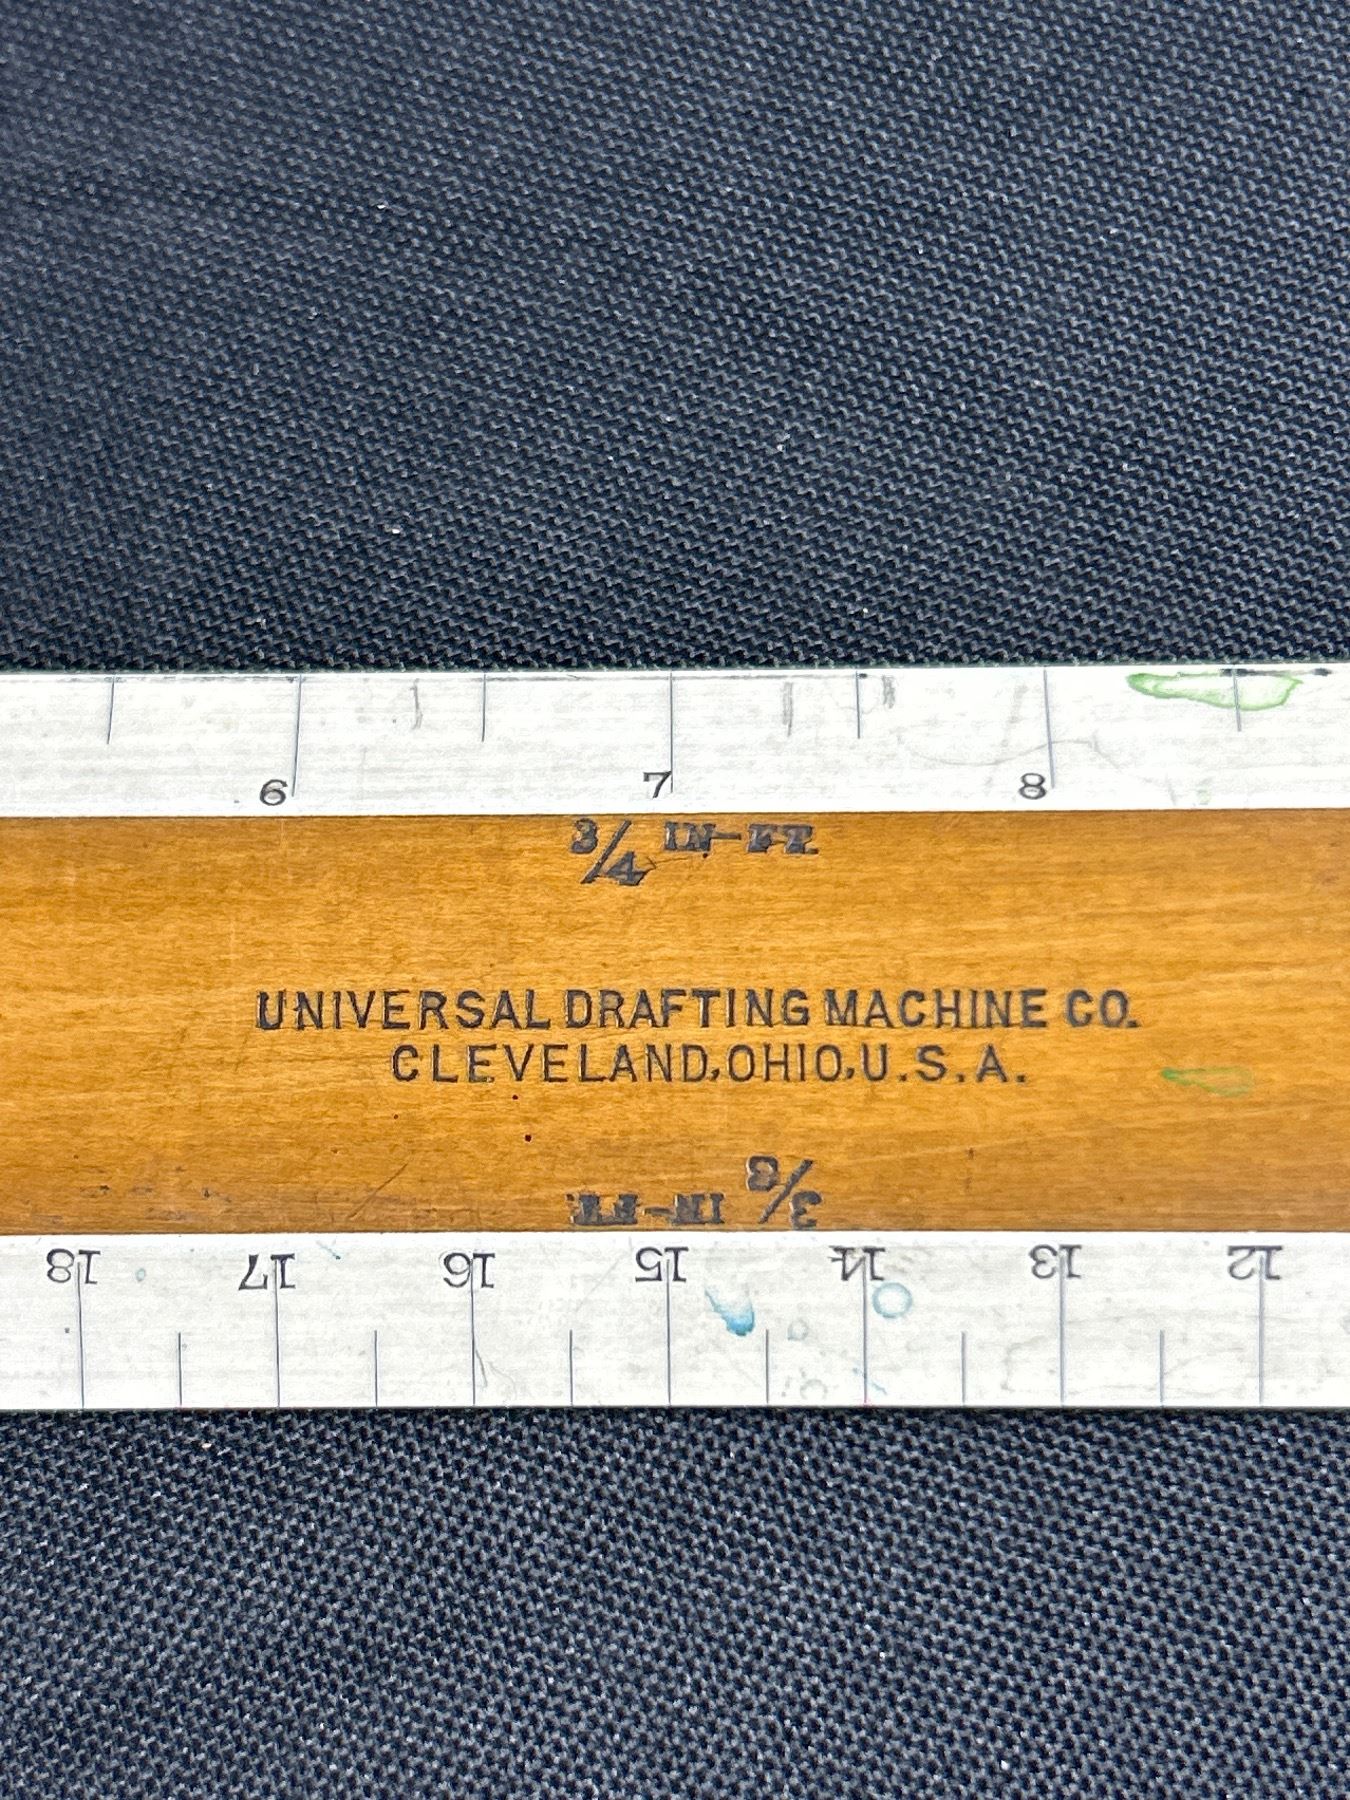 6 7 8
3/4 IN-FT.
UNIVERSAL DRAFTING MACHINE CO.
CLEVELAND, OHIO, U.S.A.
3/8 IN-FT.
18 17 16 15 14 13 12